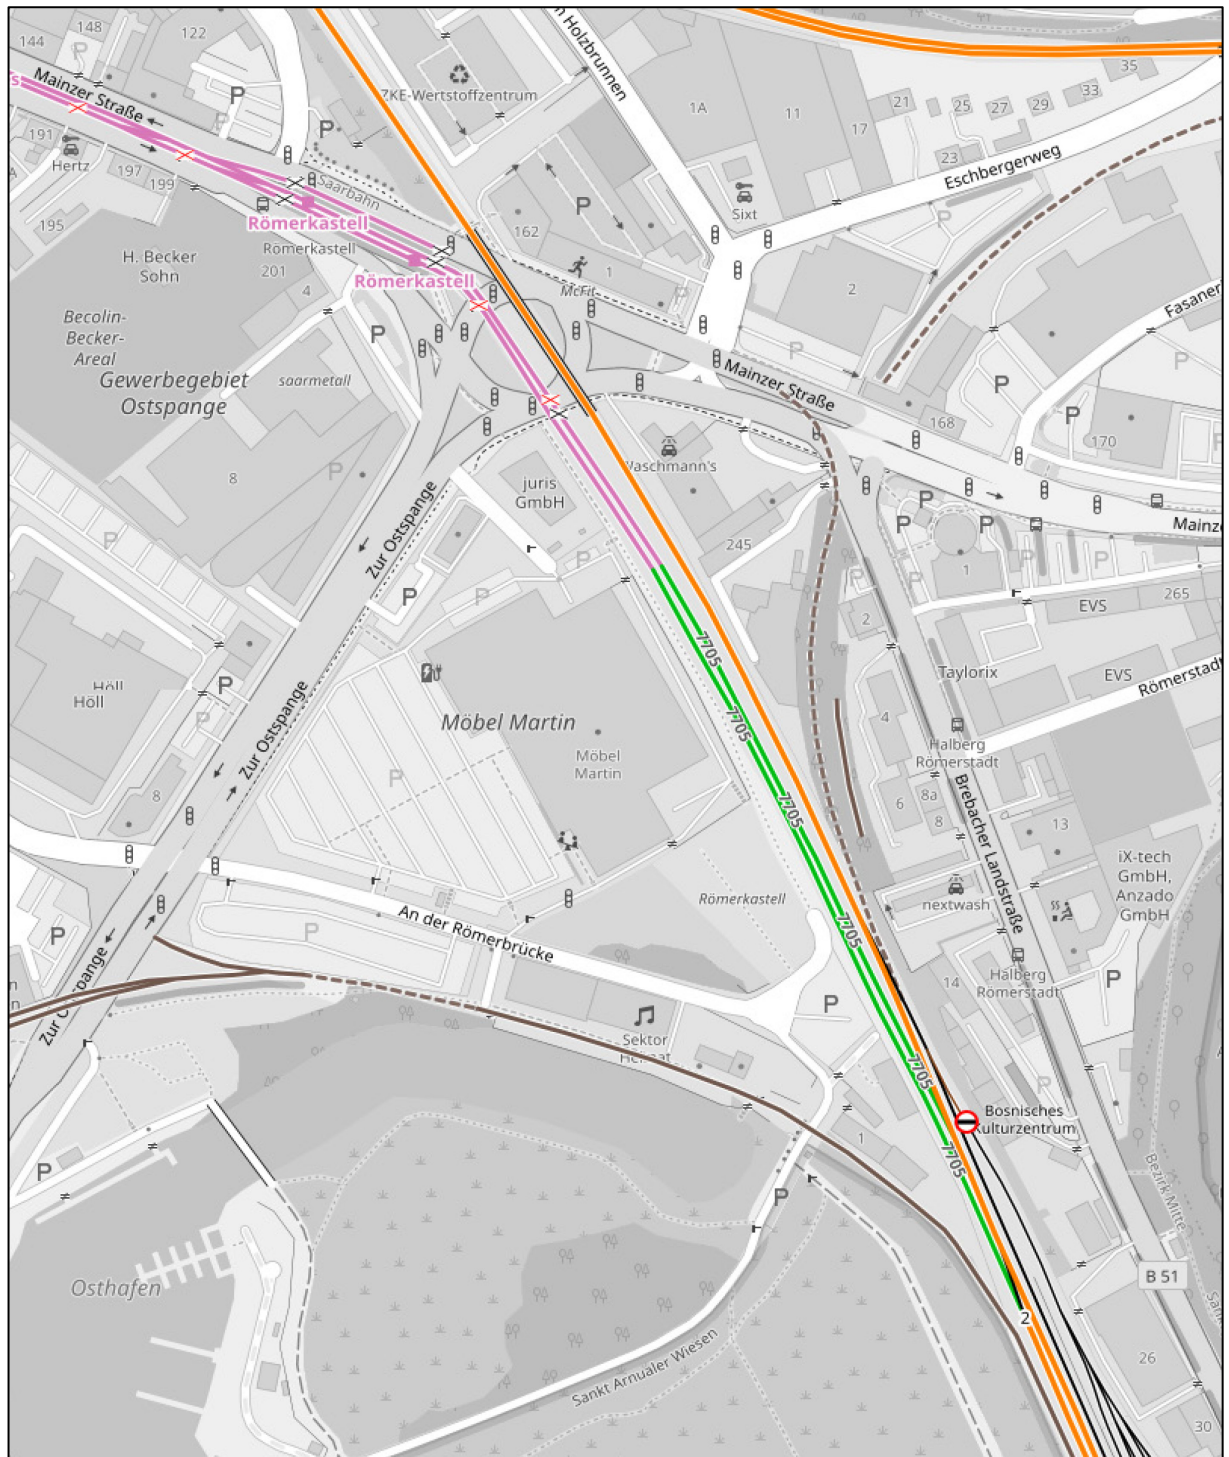 144
148
P
122
Mainzer Straße
P
P
191
Hertz
197
199
195
Saarbahn
Römerkastell
Römerkastell
201
4
Römerkastell
H. Becker
Sohn
Becolin-
Becker-
Areal
Gewerbegebiet
Ostspange
saarmetall
P
P
8
ZKE-Wertstoffzentrum
Holzbrunnen
1A
11
17
21
25
27
29
33
35
23
Eschbergerweg
P
P
Sixt
162
1
McFit
P
2
P
Mainzer Straße
P
P
168
170
P
Fasaner
Mainze
P
P
P
P
P
P
1
EVS
265
EVS
Römerstadt
Taylorix
2
P
245
juris
GmbH
P
P
P
Zur Ostspange
P
Höll
Höll
P
P
8
Zur Ostspange
Möbel Martin
Möbel
Martin
P
7705
7705
7705
7705
7705
7705
4
6
8a
8
Halberg
Römerstadt
Brebacher Landstraße
13
iX-tech
GmbH,
Anzado
GmbH
nextwash
Halberg
Römerstadt
14
P
P
Römerkastell
An der Römerbrücke
P
P
Zur Ostspange
P
Sektor
Heimat
1
Bosnisches
Kulturzentrum
P
P
Bezirk Mitte
B 51
2
26
30
Osthafen
Sankt Arnualer Wiesen